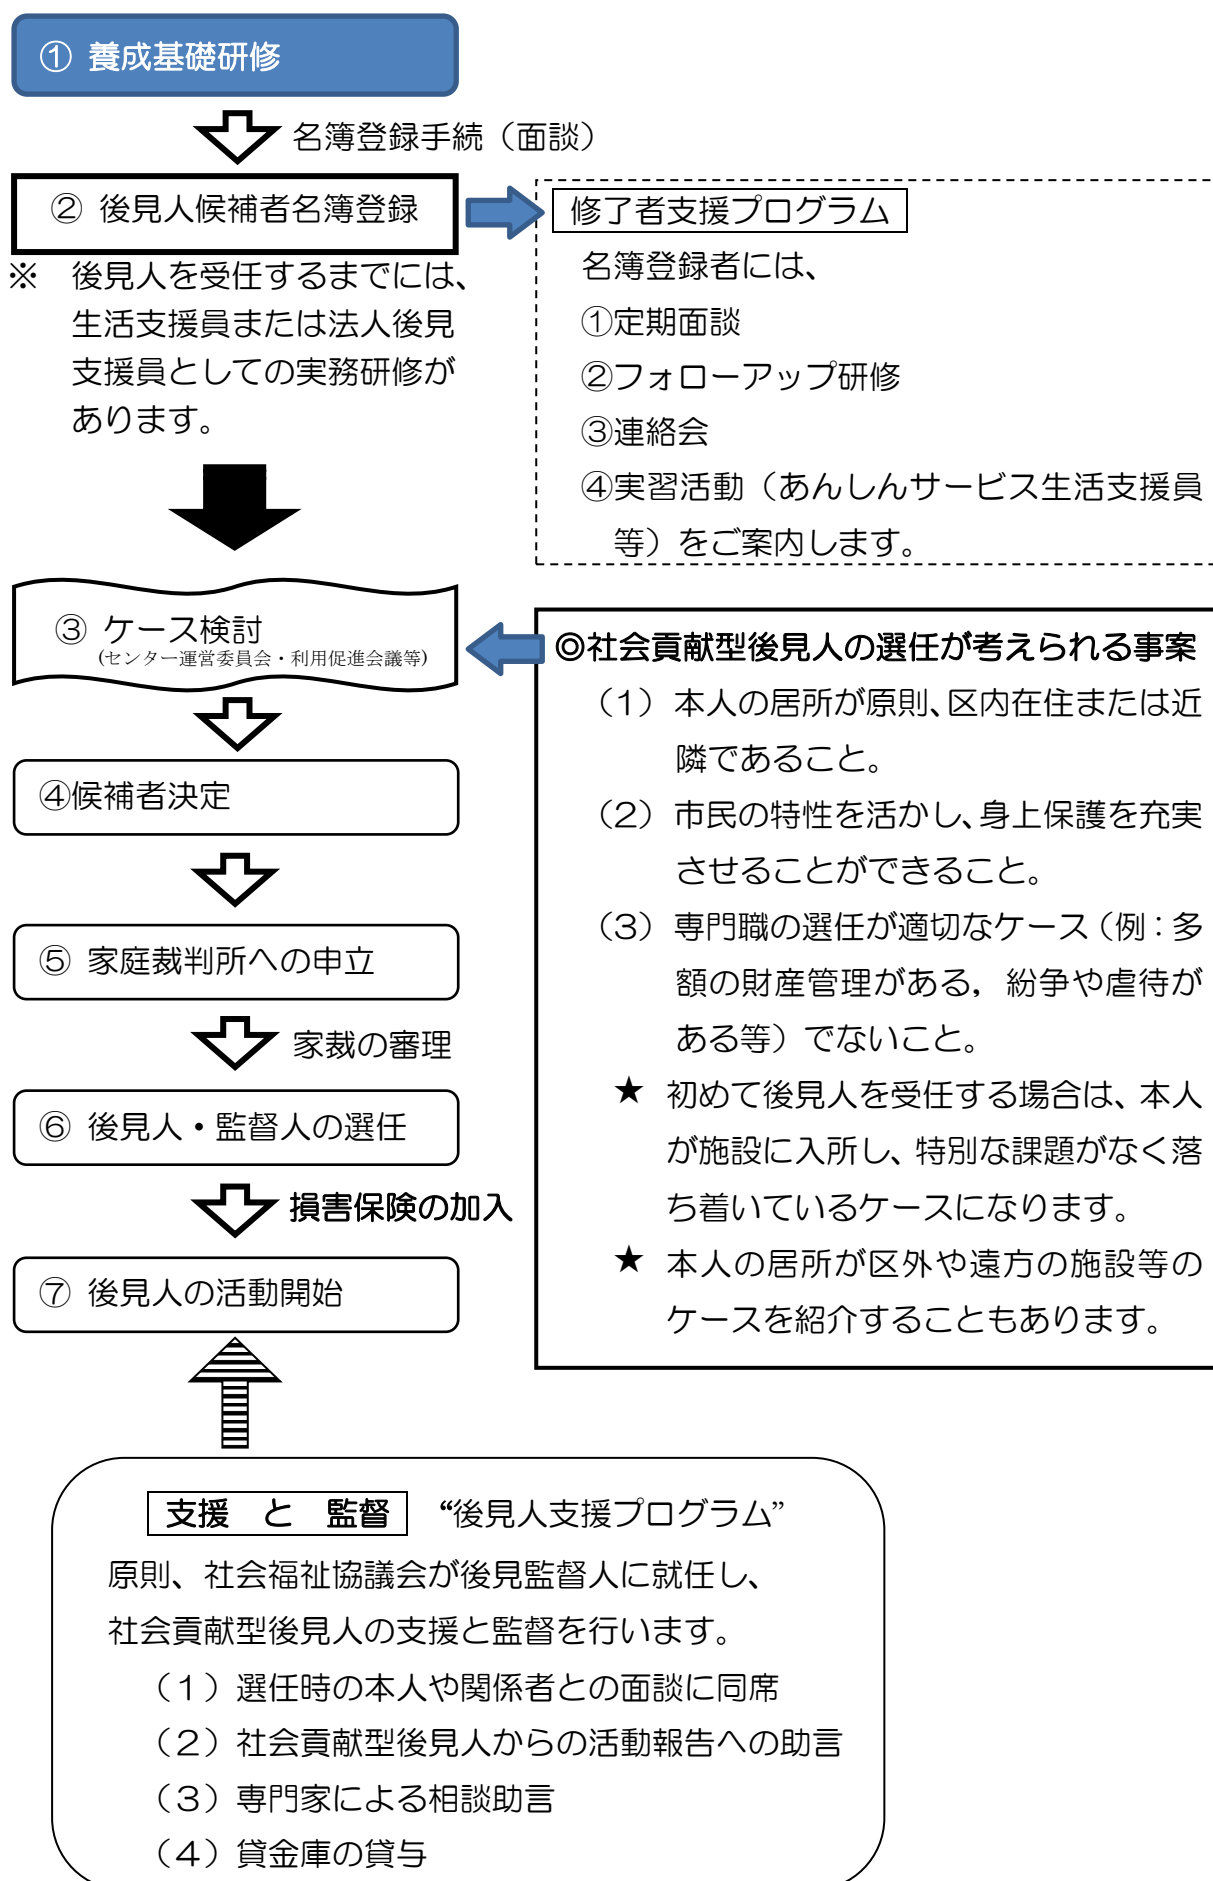 ① 養成基礎研修
名簿登録手続（面談）
② 後見人候補者名簿登録
※　後見人を受任するまでには、
生活支援員または法人後見
支援員としての実務研修が
あります。
修了者支援プログラム
名簿登録者には、
①定期面談
②フォローアップ研修
③連絡会
④実習活動（あんしんサービス生活支援員
等）をご案内します。
③ ケース検討
(センター運営委員会・利用促進会議等)
④候補者決定
⑤ 家庭裁判所への申立
家裁の審理
⑥ 後見人・監督人の選任
損害保険の加入
⑦ 後見人の活動開始
◎社会貢献型後見人の選任が考えられる事案
（1）本人の居所が原則、区内在住または近
隣であること。
（2）市民の特性を活かし、身上保護を充実
させることができること。
（3）専門職の選任が適切なケース（例：多
額の財産管理がある，紛争や虐待が
ある等）でないこと。
★ 初めて後見人を受任する場合は、本人
が施設に入所し、特別な課題がなく落
ち着いているケースになります。
★ 本人の居所が区外や遠方の施設等の
ケースを紹介することもあります。
支援　と　監督　“後見人支援プログラム”
原則、社会福祉協議会が後見監督人に就任し、
社会貢献型後見人の支援と監督を行います。
（１）選任時の本人や関係者との面談に同席
（２）社会貢献型後見人からの活動報告への助言
（３）専門家による相談助言
（４）貸金庫の貸与